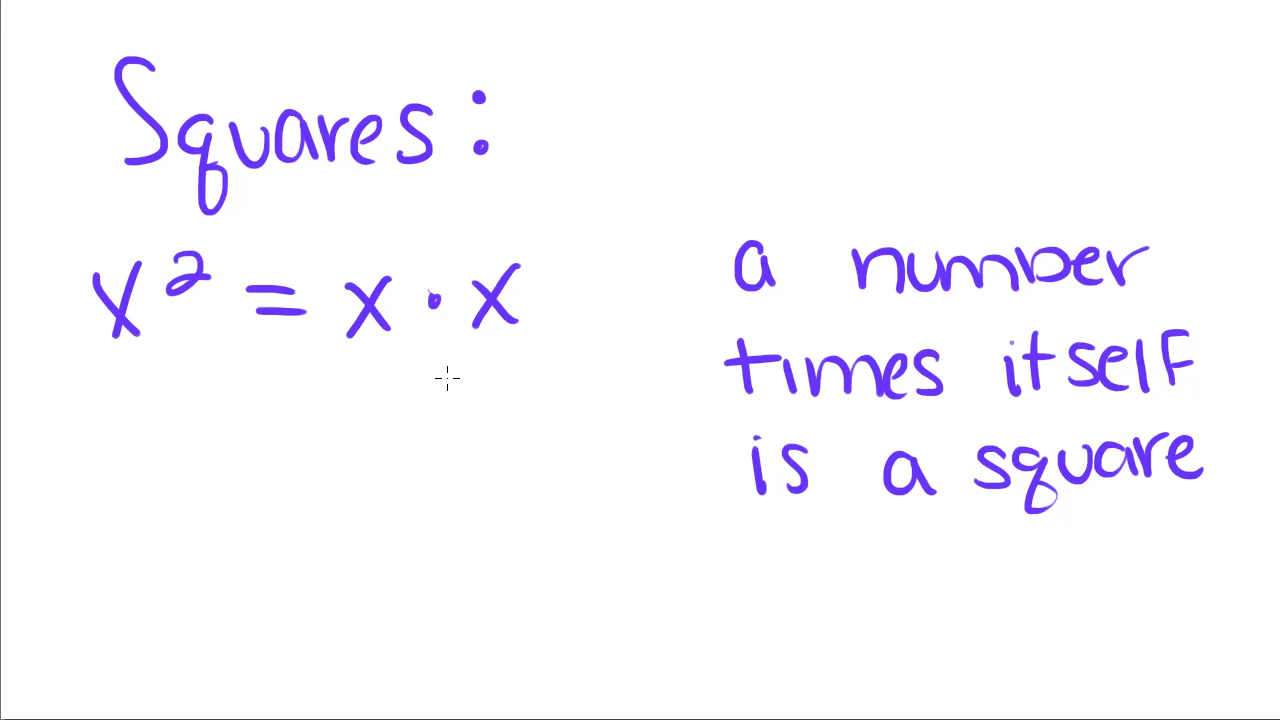 Squares:
x² = x · x
a number
times itself
is a square